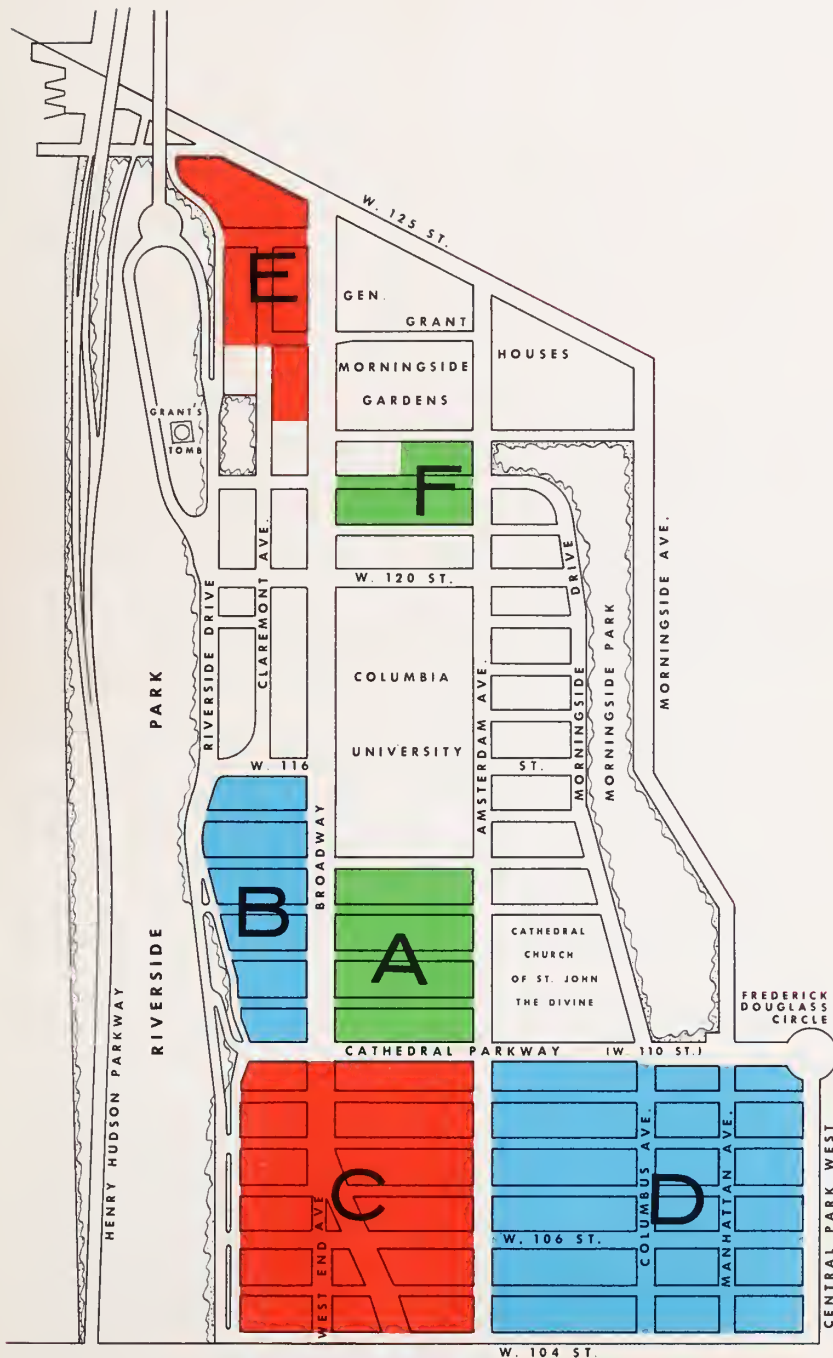 W. 125 ST.
E
GEN.
GRANT
HOUSES
MORNINGSIDE
GARDENS
GRANT'S
TOMB
F
CLAREMONT AVE.
W. 120 ST.
RIVERSIDE DRIVE
PARK
COLUMBIA
UNIVERSITY
AMSTERDAM AVE.
MORNINGSIDE
DRIVE
MORNINGSIDE PARK
MORNINGSIDE AVE.
W. 116
ST.
BROADWAY
B
A
CATHEDRAL
CHURCH
OF ST. JOHN
THE DIVINE
RIVERSIDE
HENRY HUDSON PARKWAY
FREDERICK
DOUGLASS
CIRCLE
CATHEDRAL PARKWAY (W. 110 ST.)
C
D
WEST END AVE
W. 106 ST.
COLUMBUS AVE.
MANHATTAN AVE.
CENTRAL PARK WEST
W. 104 ST.